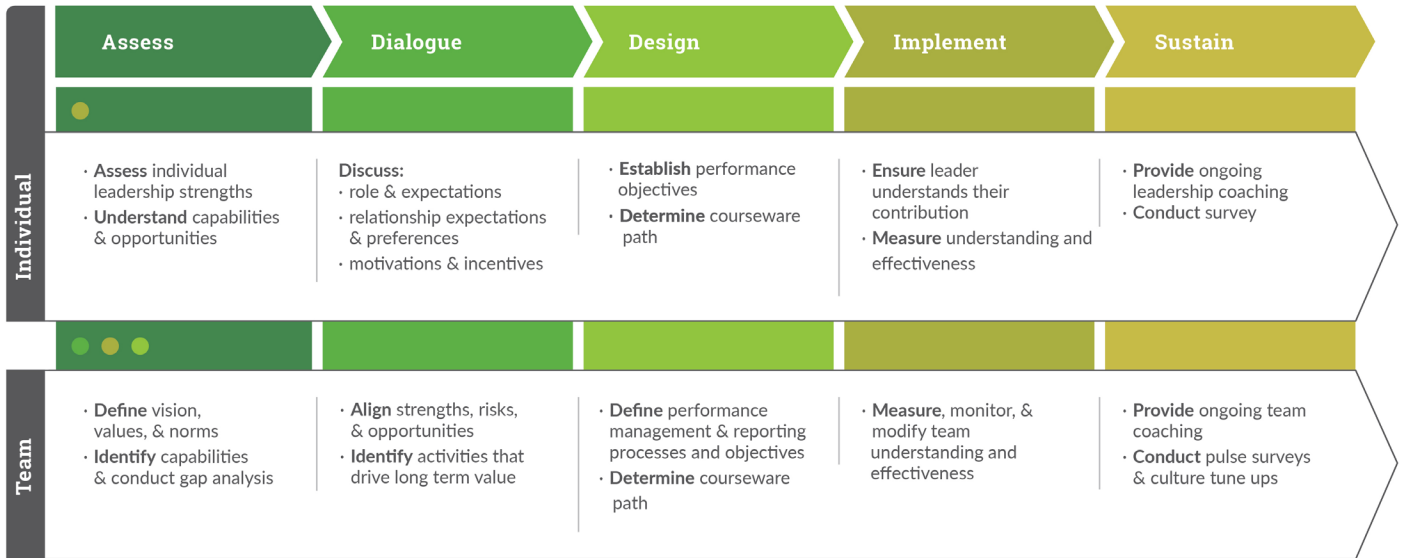 Assess
Dialogue
Design
Implement
Sustain
Individual
· Assess individual
leadership strengths
· Understand capabilities
& opportunities
Discuss:
· role & expectations
· relationship expectations
& preferences
· motivations & incentives
· Establish performance
objectives
· Determine courseware
path
· Ensure leader
understands their
contribution
· Measure understanding and
effectiveness
· Provide ongoing
leadership coaching
· Conduct survey
Team
· Define vision,
values, & norms
· Identify capabilities
& conduct gap analysis
· Align strengths, risks,
& opportunities
· Identify activities that
drive long term value
· Define performance
management & reporting
processes and objectives
· Determine courseware
path
· Measure, monitor, &
modify team
understanding and
effectiveness
· Provide ongoing team
coaching
· Conduct pulse surveys
& culture tune ups